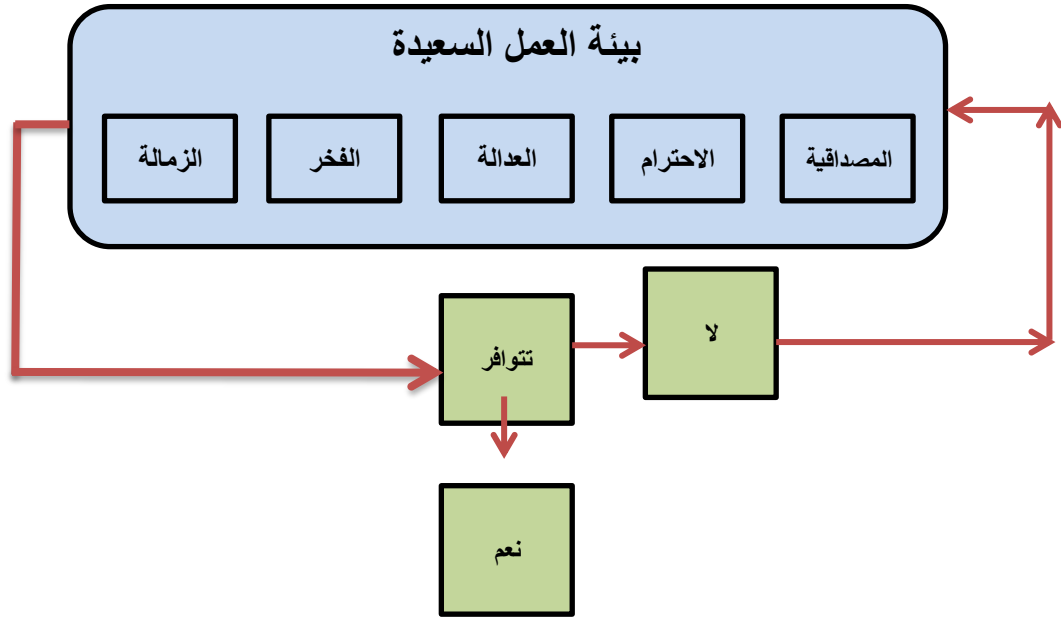 بيئة العمل السعيدة
المصداقية
الاحترام
العدالة
الفخر
الزمالة
لا
تتوافر
نعم